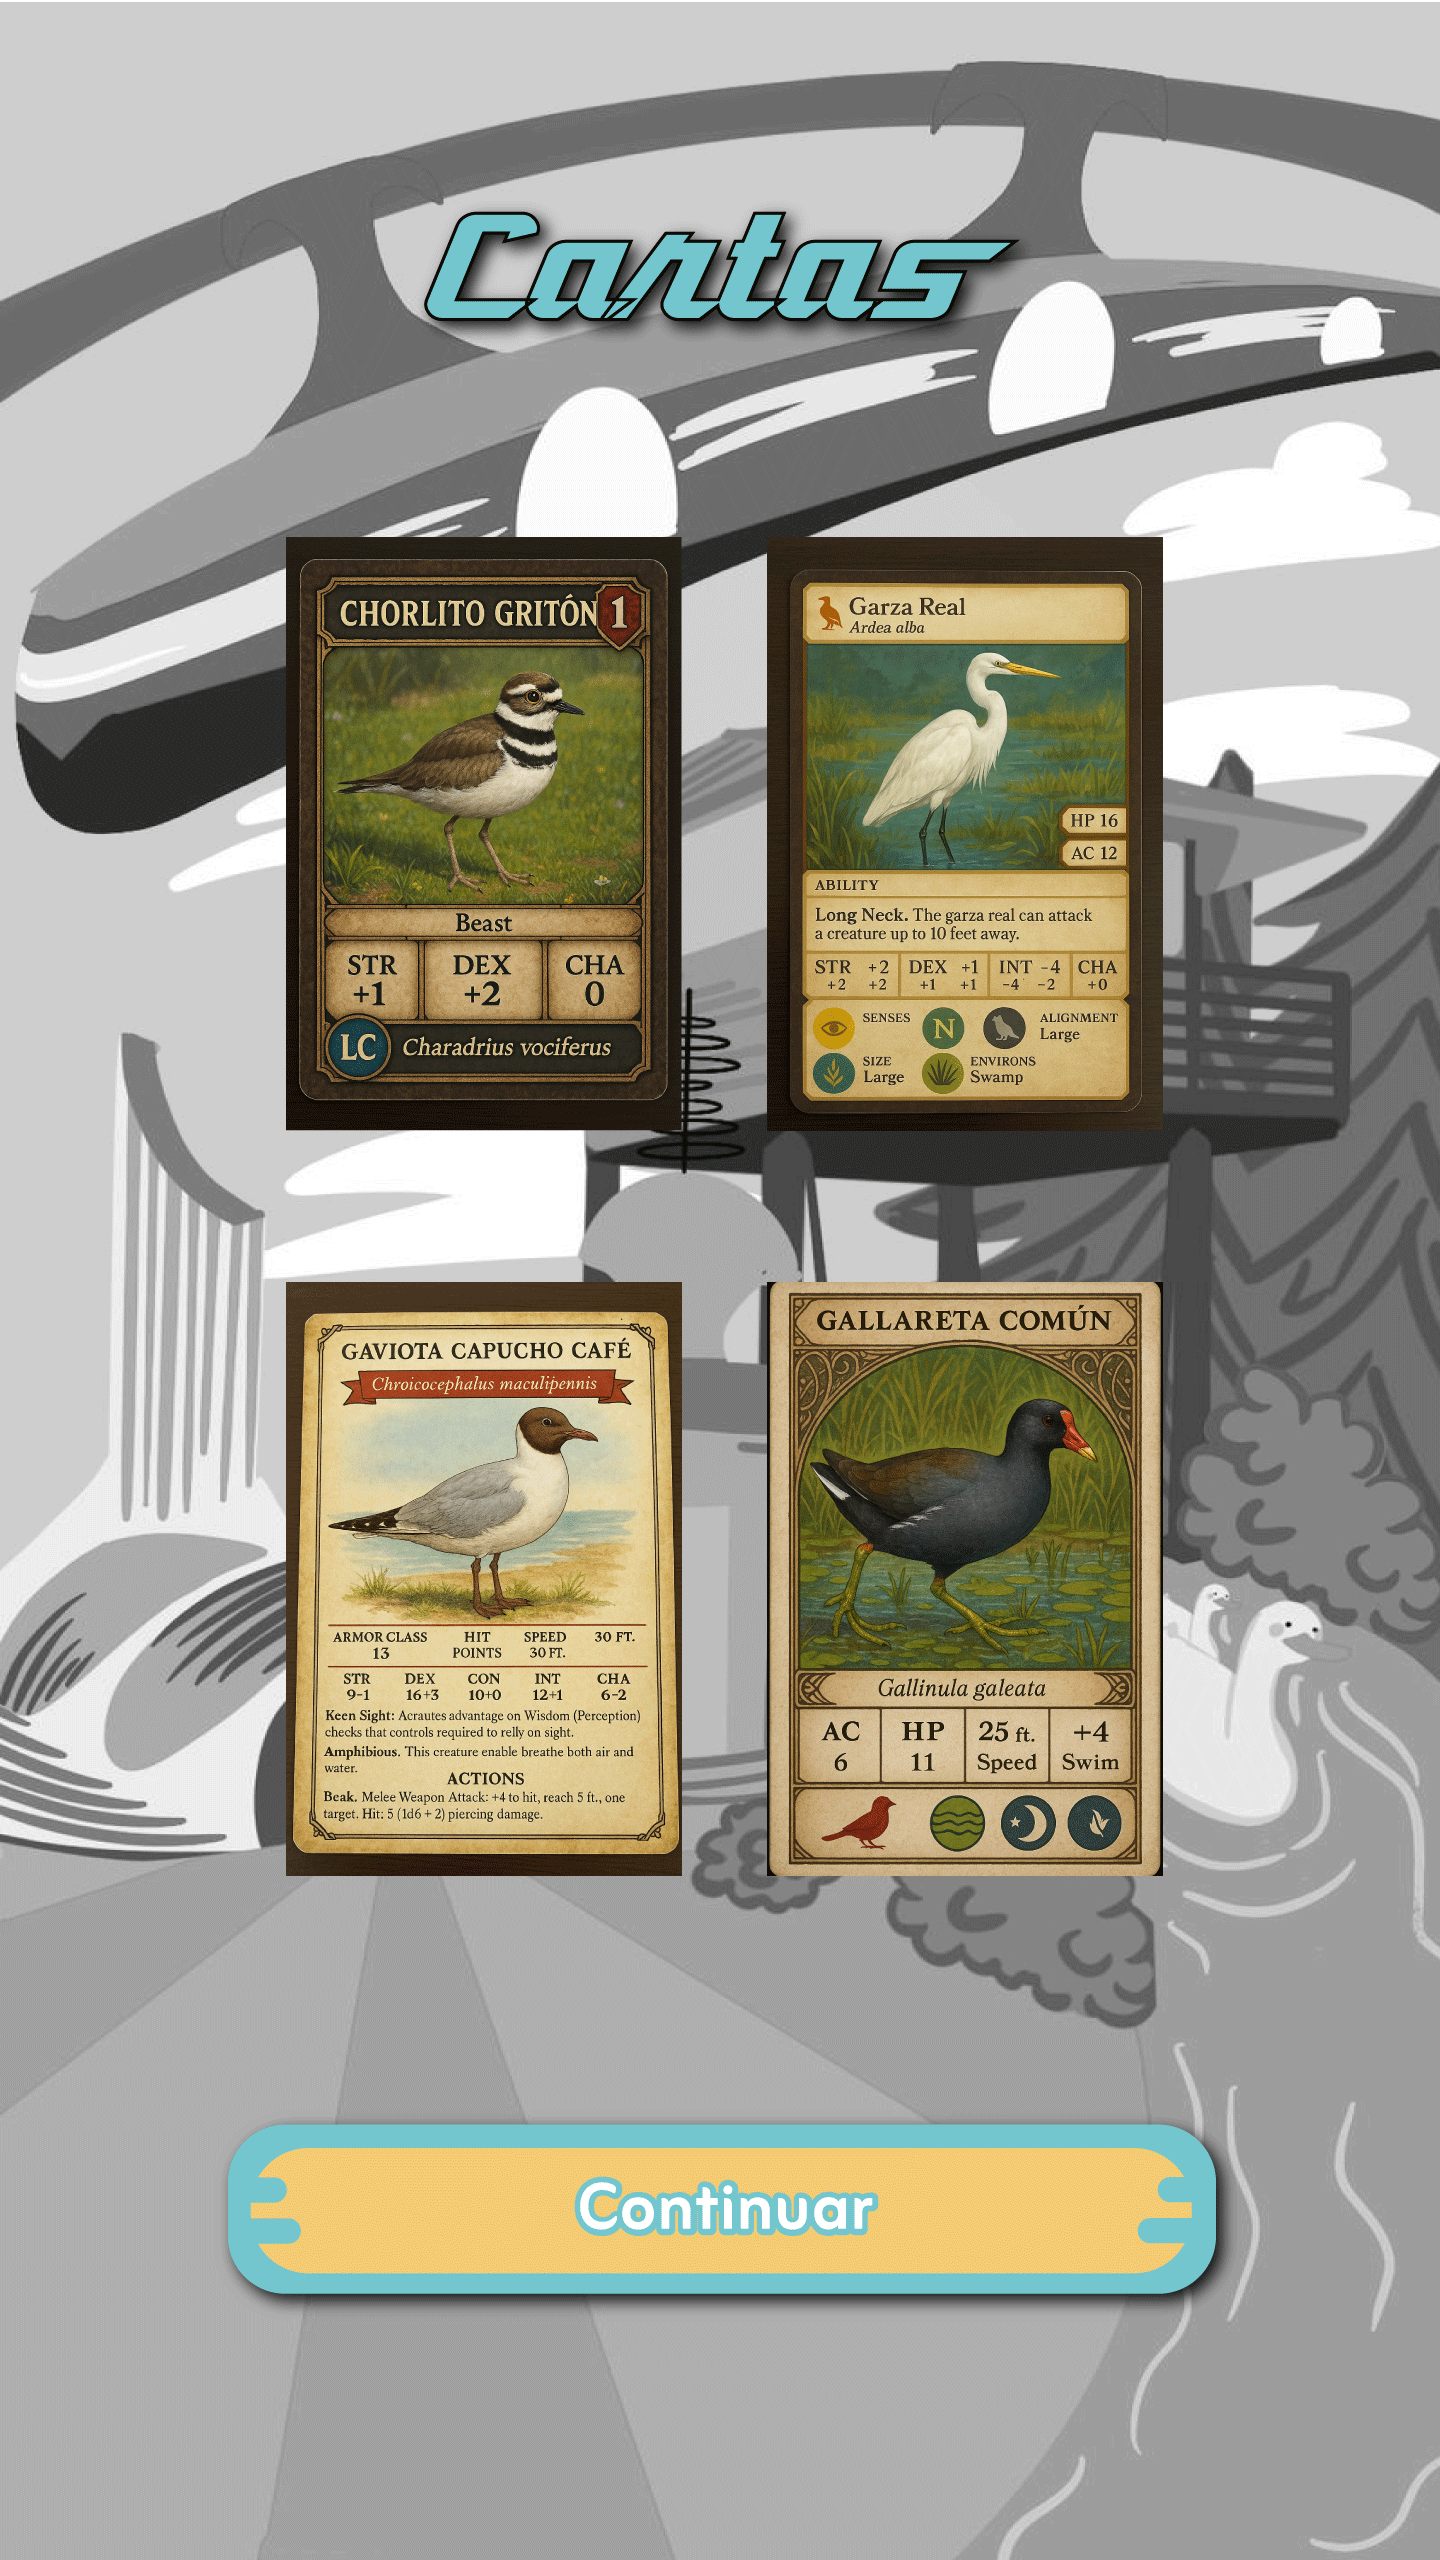 Cartas
CHORLITO GRITÓN 1
Beast
STR DEX CHA
+1 +2 0
LC Charadrius vociferus
Garza Real
Ardea alba
HP 16
AC 12
ABILITY
Long Neck. The garza real can attack
a creature up to 10 feet away.
STR +2 DEX +1 INT -4 CHA
+2 +2 +1 +1 -4 -2 +0
SENSES N ALIGNMENT
Large
SIZE ENVIRONS
Large Swamp
GAVIOTA CAPUCHO CAFÉ
Chroicocephalus maculipennis
ARMOR CLASS HIT SPEED 30 FT.
13 POINTS 30 FT.
STR DEX CON INT CHA
9-1 16+3 10+0 12+1 6-2
Keen Sight: Acrautes advantage on Wisdom (Perception)
checks that controls required to relly on sight.
Amphibious. This creature enable breathe both air and
water.
ACTIONS
Beak. Melee Weapon Attack: +4 to hit, reach 5 ft., one
target. Hit: 5 (1d6 + 2) piercing damage.
GALLARETA COMÚN
Gallinula galeata
AC HP 25 ft. +4
6 11 Speed Swim
Continuar